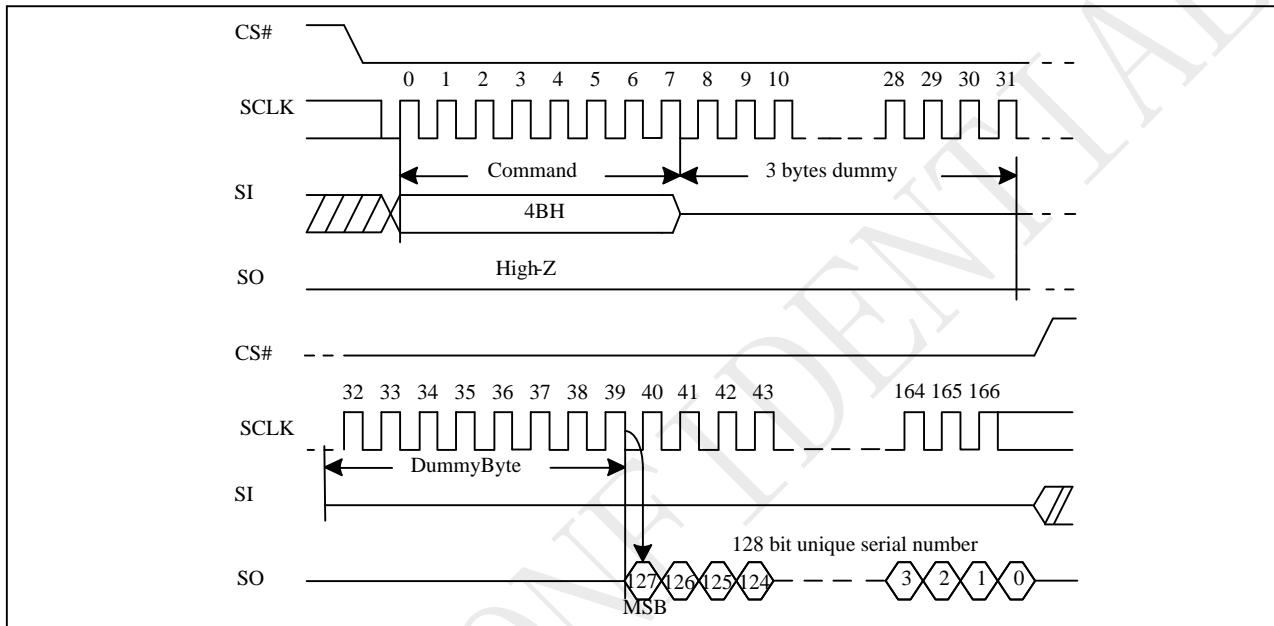 CS#
0 1 2 3 4 5 6 7 8 9 10 28 29 30 31
SCLK
Command 3 bytes dummy
SI
4BH
High-Z
SO
CS#
32 33 34 35 36 37 38 39 40 41 42 43 164 165 166
SCLK
DummyByte
SI
128 bit unique serial number
SO 127 126 125 124 3 2 1 0
MSB
ONFIDENTIAL